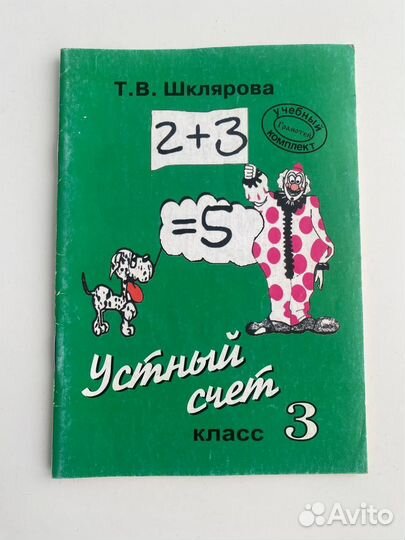 Т.В. Шклярова
2+3
учебный
Грамотей
комплект
=5
Устный
счет
класс 3
Avito